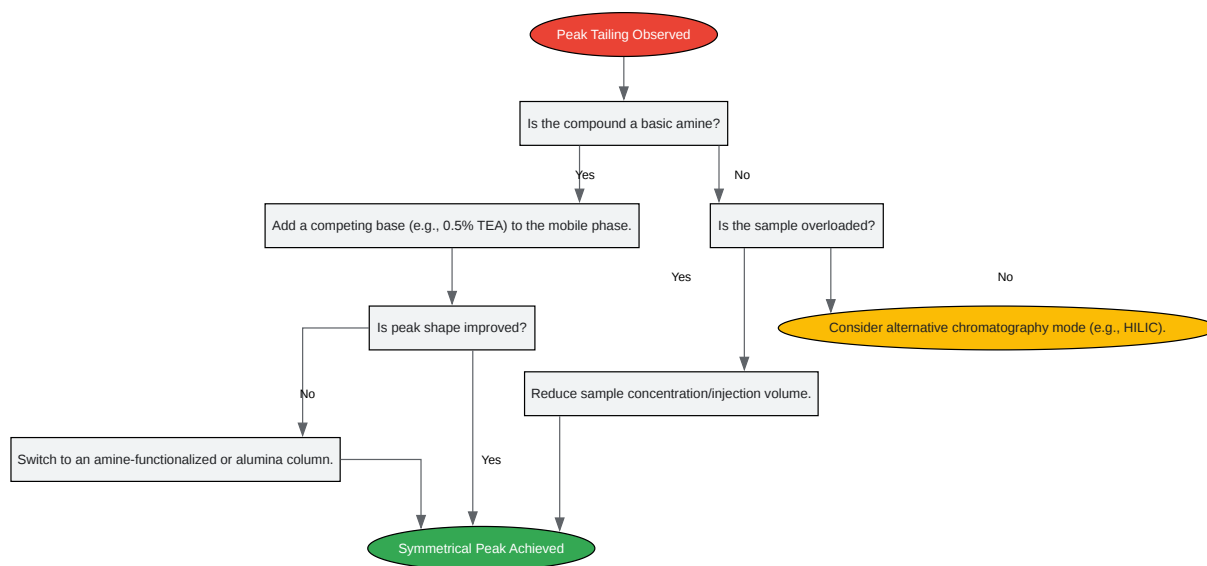 Peak Tailing Observed
Is the compound a basic amine?
Yes
No
Add a competing base (e.g., 0.5% TEA) to the mobile phase.
Is the sample overloaded?
Yes
No
Is peak shape improved?
Consider alternative chromatography mode (e.g., HILIC).
No
Reduce sample concentration/injection volume.
Switch to an amine-functionalized or alumina column.
Yes
Symmetrical Peak Achieved